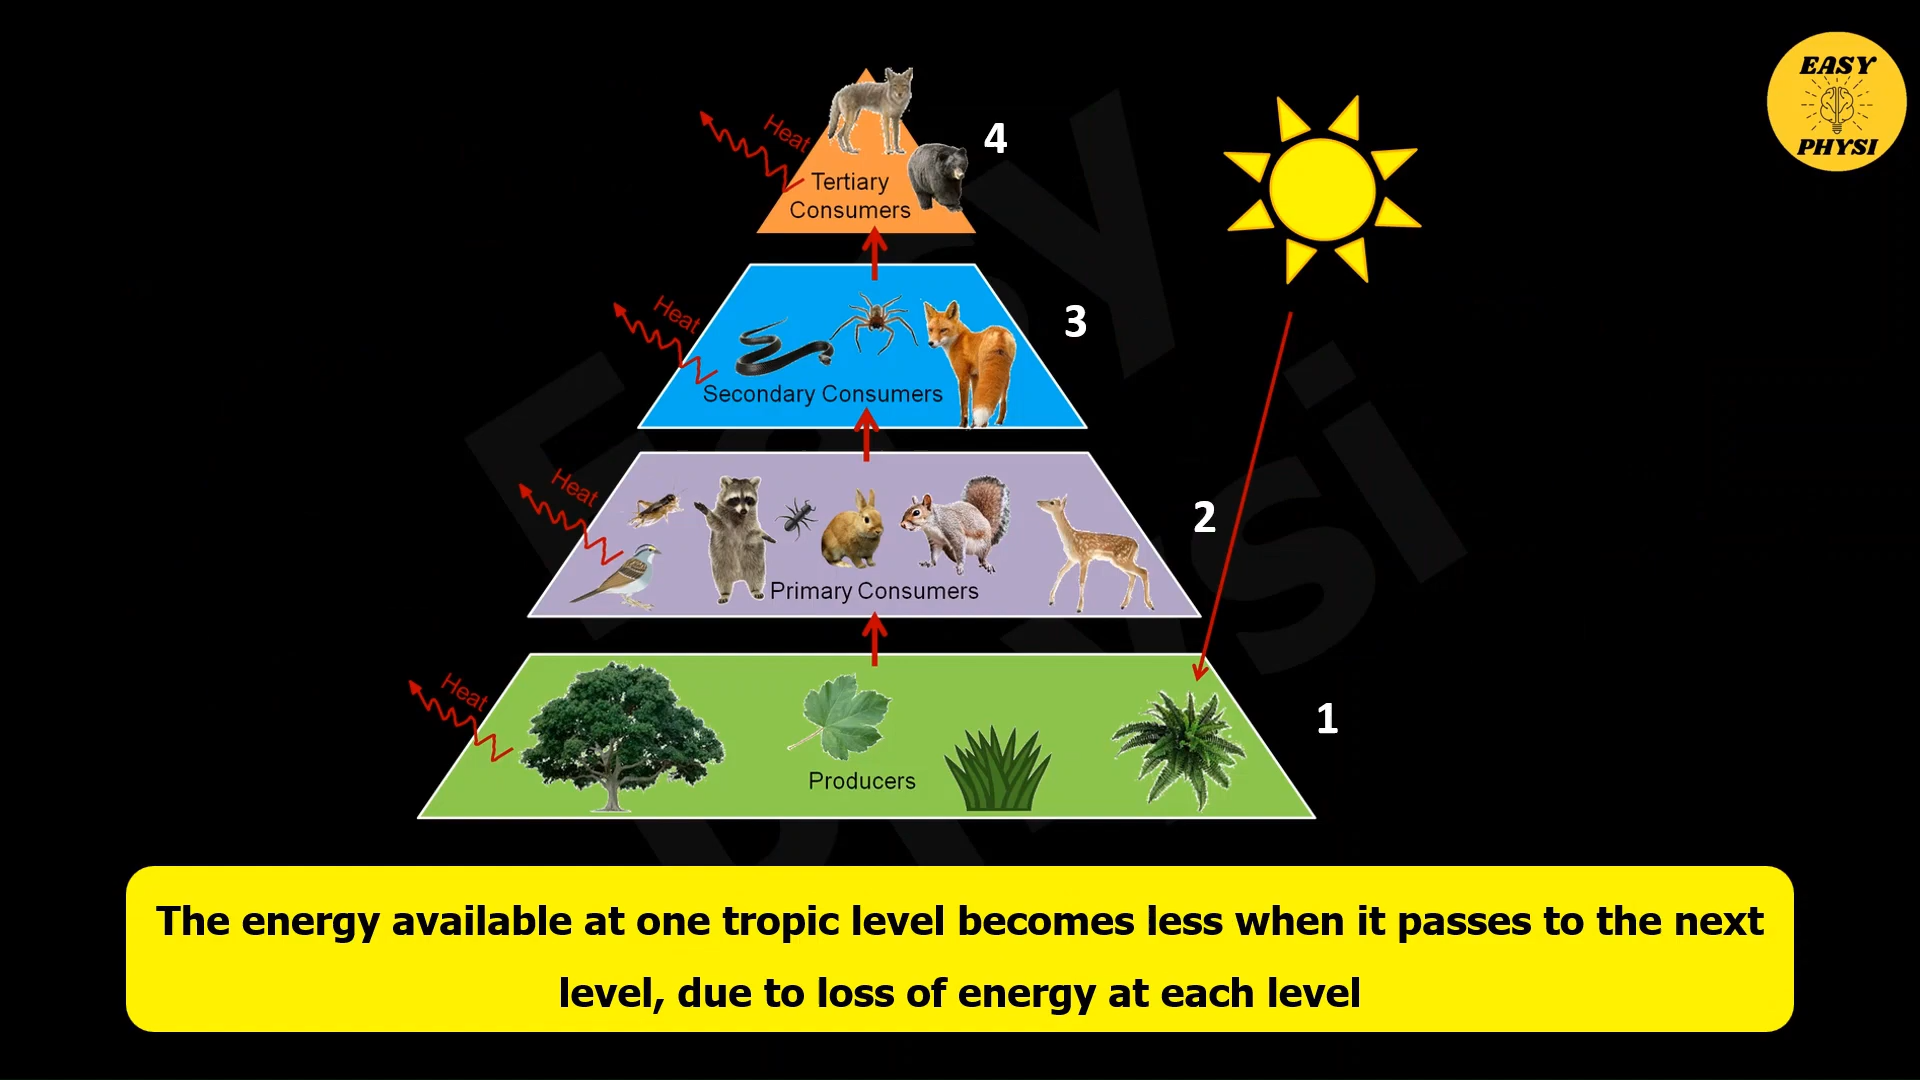 EASY
PHYSI
Heat
4
Tertiary
Consumers
Heat
3
Secondary Consumers
Heat
2
Primary Consumers
Heat
1
Producers
Easy
Physi
The energy available at one tropic level becomes less when it passes to the next
level, due to loss of energy at each level